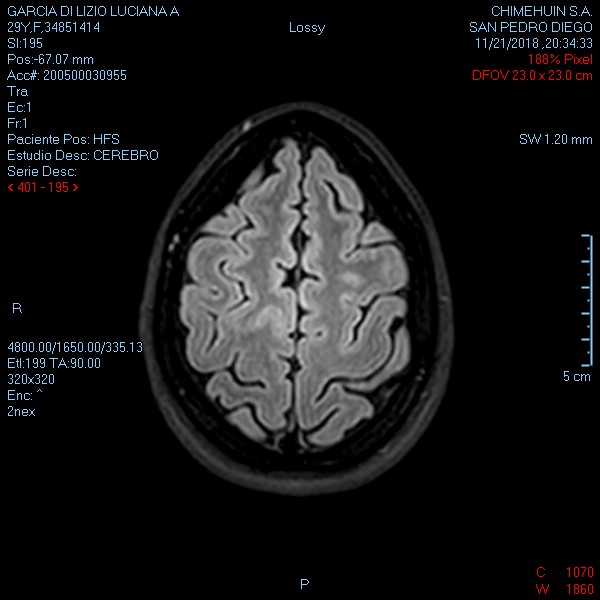 GARCIA DI LIZIO LUCIANA A
29Y,F,34851414
Sl:195
Pos:-67.07 mm
Acc#: 200500030955
Tra
Ec:1
Fr:1
Paciente Pos: HFS
Estudio Desc: CEREBRO
Serie Desc:
< 401 - 195 >
Lossy
CHIMEHUIN S.A.
SAN PEDRO DIEGO
11/21/2018 ,20:34:33
188% Pixel
DFOV 23.0 x 23.0 cm
SW 1.20 mm
R
5 cm
4800.00/1650.00/335.13
Etl:199 TA:90.00
320x320
Enc: ^
2nex
P
C 1070
W 1860